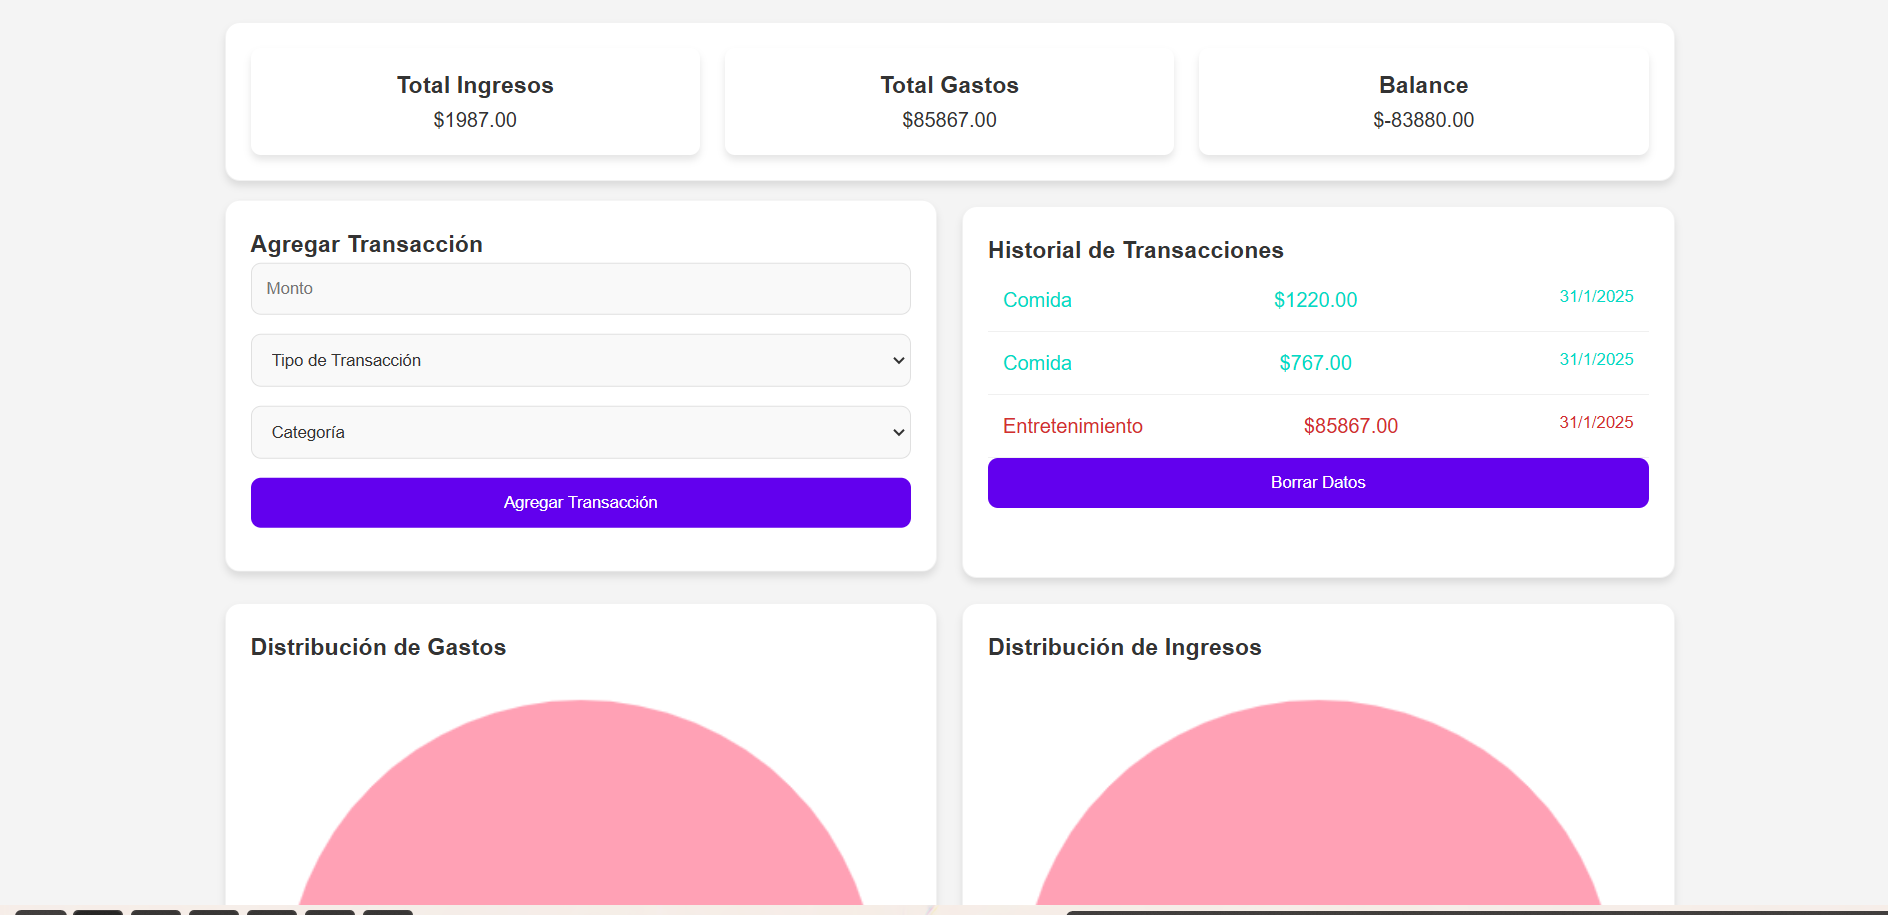 Total Ingresos
$1987.00
Total Gastos
$85867.00
Balance
$-83880.00
Agregar Transacción
Monto
Tipo de Transacción
Categoría
Agregar Transacción
Historial de Transacciones
Comida $1220.00 31/1/2025
Comida $767.00 31/1/2025
Entretenimiento $85867.00 31/1/2025
Borrar Datos
Distribución de Gastos
Distribución de Ingresos